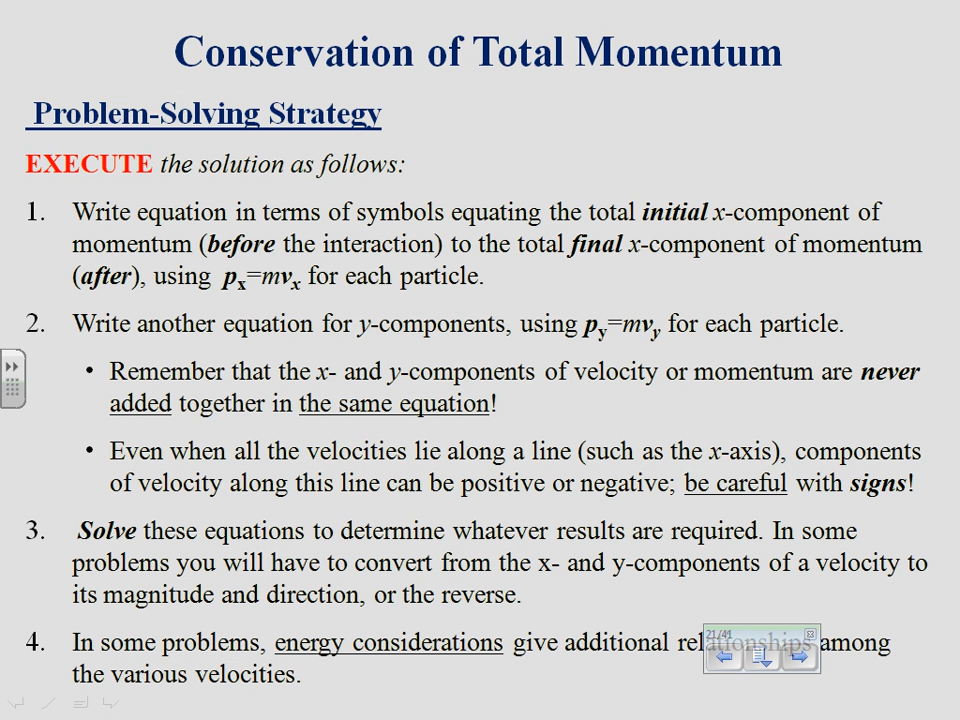 Conservation of Total Momentum
Problem-Solving Strategy
EXECUTE the solution as follows:
1. Write equation in terms of symbols equating the total initial x-component of
momentum (before the interaction) to the total final x-component of momentum
(after), using px=mvx for each particle.
2. Write another equation for y-components, using py=mvy for each particle.
• Remember that the x- and y-components of velocity or momentum are never
added together in the same equation!
• Even when all the velocities lie along a line (such as the x-axis), components
of velocity along this line can be positive or negative; be careful with signs!
3. Solve these equations to determine whatever results are required. In some
problems you will have to convert from the x- and y-components of a velocity to
its magnitude and direction, or the reverse.
4. In some problems, energy considerations give additional relationships among
the various velocities.
21/41